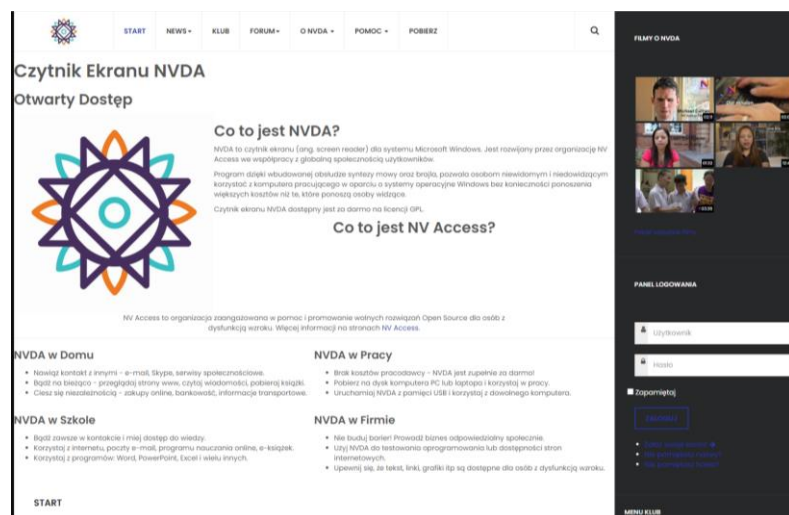 START
NEWS
KLUB
FORUM
O NVDA
POMOC
POBIERZ
Czytnik Ekranu NVDA
Otwarty Dostęp
Co to jest NVDA?
NVDA to czytnik ekranu (ang. screen reader) dla systemu Microsoft Windows. Jest rozwijany przez organizację NV
Access we współpracy z globalną społecznością użytkowników.
Program dzięki wbudowanej obsłudze syntezy mowy oraz brajla, pozwala osobom niewidomym i niedowidzącym
korzystać z komputera pracującego w oparciu o systemy operacyjne Windows bez konieczności ponoszenia
większych kosztów niż te, które ponoszą osoby widzące.
Czytnik ekranu NVDA dostępny jest za darmo na licencji GPL.
Co to jest NV Access?
NV Access to organizacja zaangażowana w pomoc i promowanie wolnych rozwiązań Open Source dla osób z
dysfunkcją wzroku. Więcej informacji na stronach NV Access.
NVDA w Domu
Nawiąż kontakt z innymi - e-mail, Skype, serwisy społecznościowe.
Bądź na bieżąco - przeglądaj strony www, czytaj wiadomości, pobieraj książki.
Ciesz się niezależnością - zakupy online, bankowość, informacje transportowe.
NVDA w Pracy
Brak kosztów pracodawcy - NVDA jest zupełnie za darmo!
Pobierz na dysk komputera PC lub laptopa i korzystaj w pracy.
Uruchamiaj NVDA z pamięci USB i korzystaj z dowolnego komputera.
NVDA w Szkole
Bądź zawsze w kontakcie i miej dostęp do wiedzy.
Korzystaj z internetu, poczty e-mail, programu nauczania online, e-książek.
Korzystaj z programów: Word, PowerPoint, Excel i wielu innych.
NVDA w Firmie
Nie buduj barier! Prowadź biznes odpowiedzialny społecznie.
Użyj NVDA do testowania oprogramowania lub dostępności stron
internetowych.
Upewnij się, że tekst, linki, grafiki itp są dostępne dla osób z dysfunkcją wzroku.
START
FILMY O NVDA
PANEL LOGOWANIA
Użytkownik
Hasło
Zapamiętaj
ZALOGUJ
Załóż swoje konto
Nie pamiętasz nazwy?
Nie pamiętasz hasła?
MENU KLUB